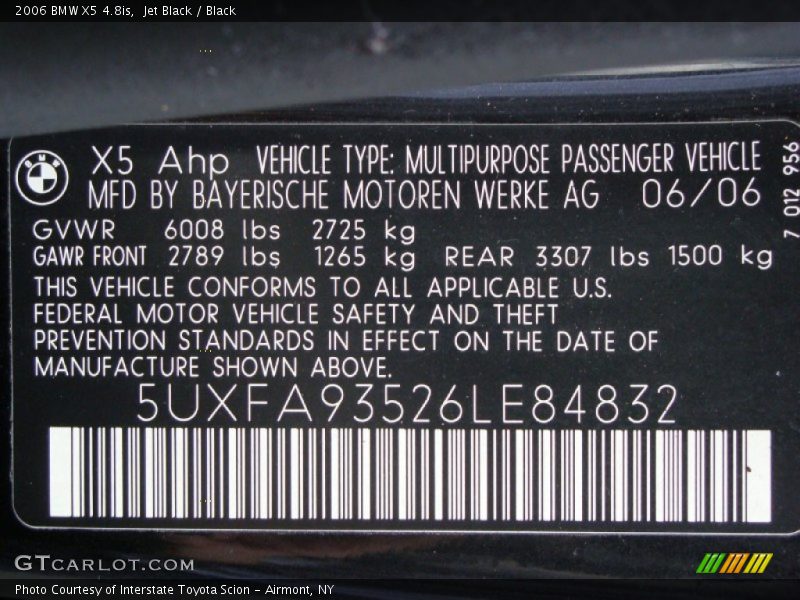 2006 BMW X5 4.8is, Jet Black / Black
BMW
X5 Ahp VEHICLE TYPE: MULTIPURPOSE PASSENGER VEHICLE
MFD BY BAYERISCHE MOTOREN WERKE AG 06/06
7 012 956
GVWR 6008 lbs 2725 kg
GAWR FRONT 2789 lbs 1265 kg REAR 3307 lbs 1500 kg
THIS VEHICLE CONFORMS TO ALL APPLICABLE U.S.
FEDERAL MOTOR VEHICLE SAFETY AND THEFT
PREVENTION STANDARDS IN EFFECT ON THE DATE OF
MANUFACTURE SHOWN ABOVE.
5UXFA93526LE84832
GTCARLOT.COM
Photo Courtesy of Interstate Toyota Scion - Airmont, NY